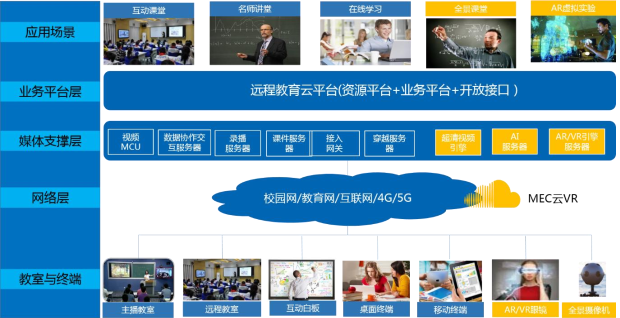 应用场景
互动课堂
名师讲堂
在线学习
全景课堂
AR虚拟实验
业务平台层
远程教育云平台(资源平台+业务平台+开放接口)
媒体支撑层
视频
MCU
数据协作交
互服务器
录播
服务器
课件服务
器
接入
网关
穿越服务
器
超清视频
引擎
AI
服务器
AR/VR引擎
服务器
网络层
校园网/教育网/互联网/4G/5G
MEC云VR
教室与终端
主播教室
远程教室
互动白板
桌面终端
移动终端
AR/VR眼镜
全景摄像机